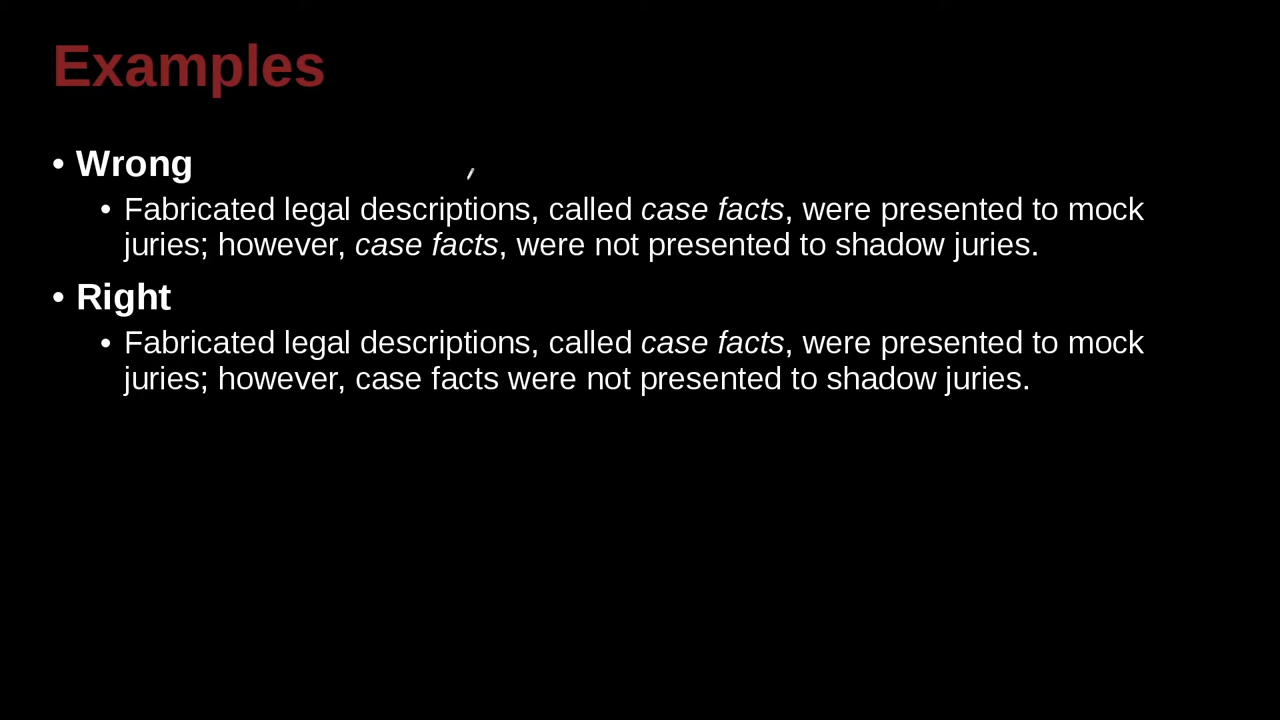 Examples
• Wrong
• Fabricated legal descriptions, called case facts, were presented to mock
juries; however, case facts, were not presented to shadow juries.
• Right
• Fabricated legal descriptions, called case facts, were presented to mock
juries; however, case facts were not presented to shadow juries.